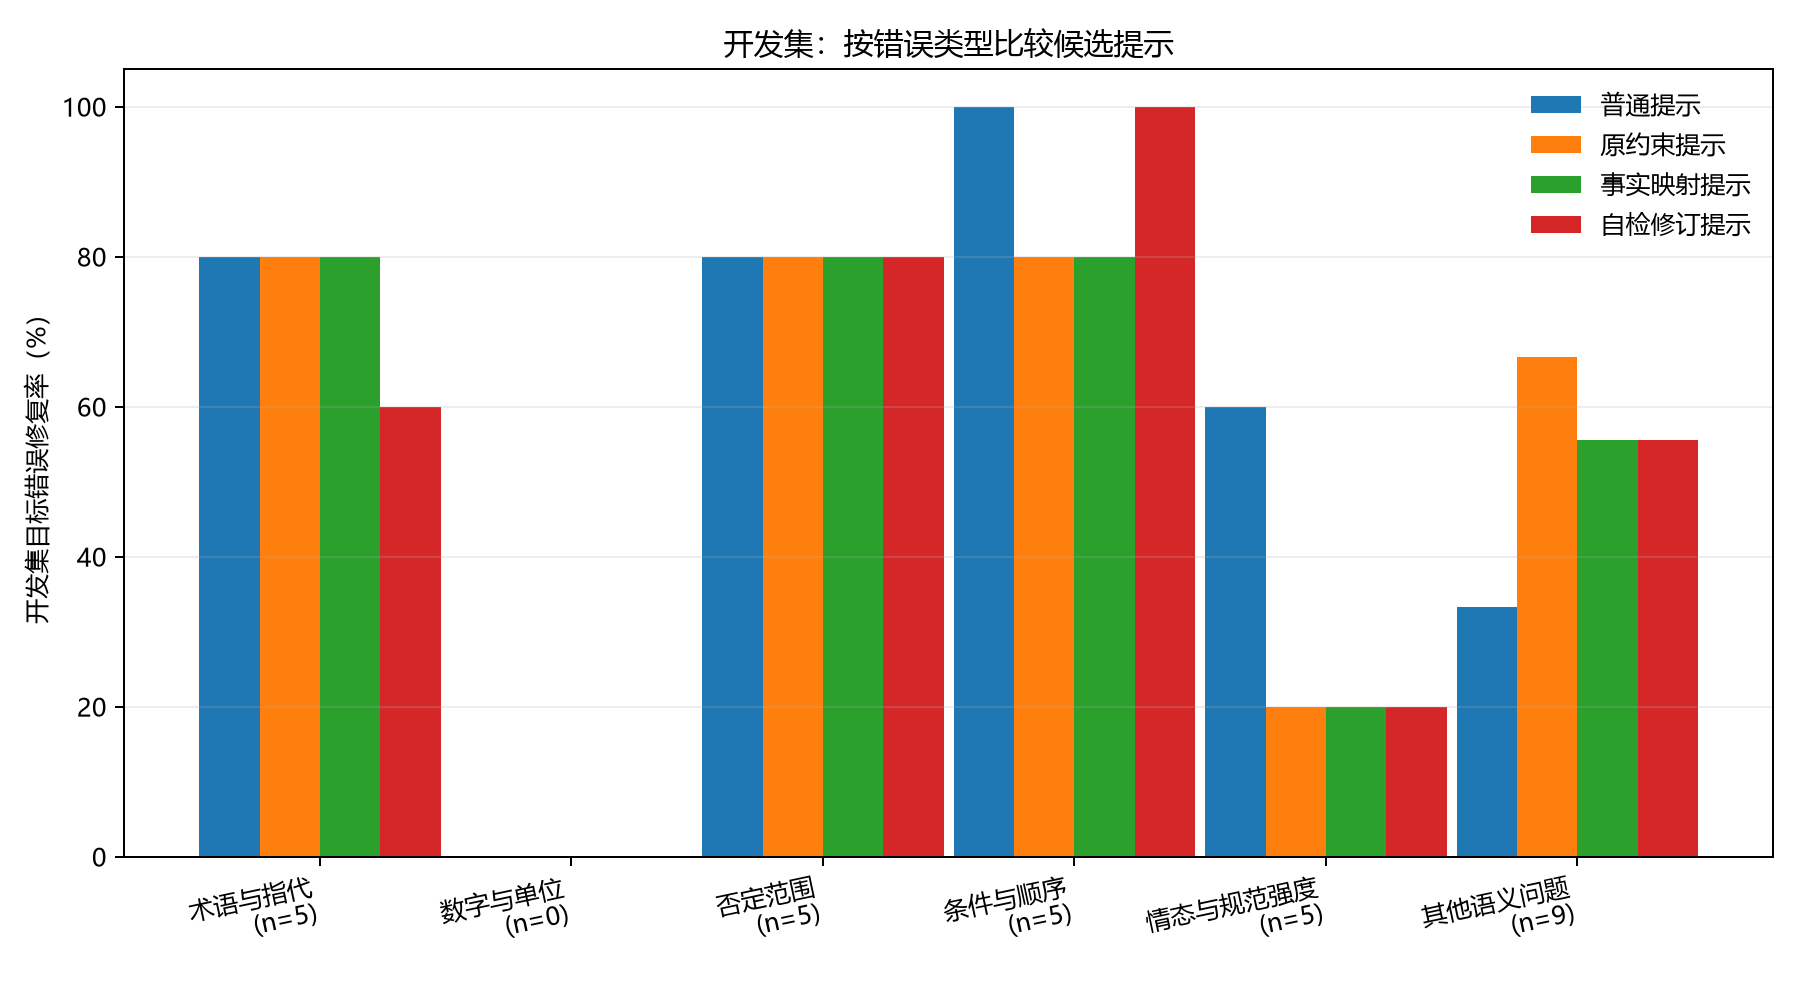 开发集：按错误类型比较候选提示
普通提示
原约束提示
事实映射提示
自检修订提示
开发集目标错误修复率（%）
100
80
60
40
20
0
术语与指代
(n=5)
数字与单位
(n=0)
否定范围
(n=5)
条件与顺序
(n=5)
情态与规范强度
(n=5)
其他语义问题
(n=9)